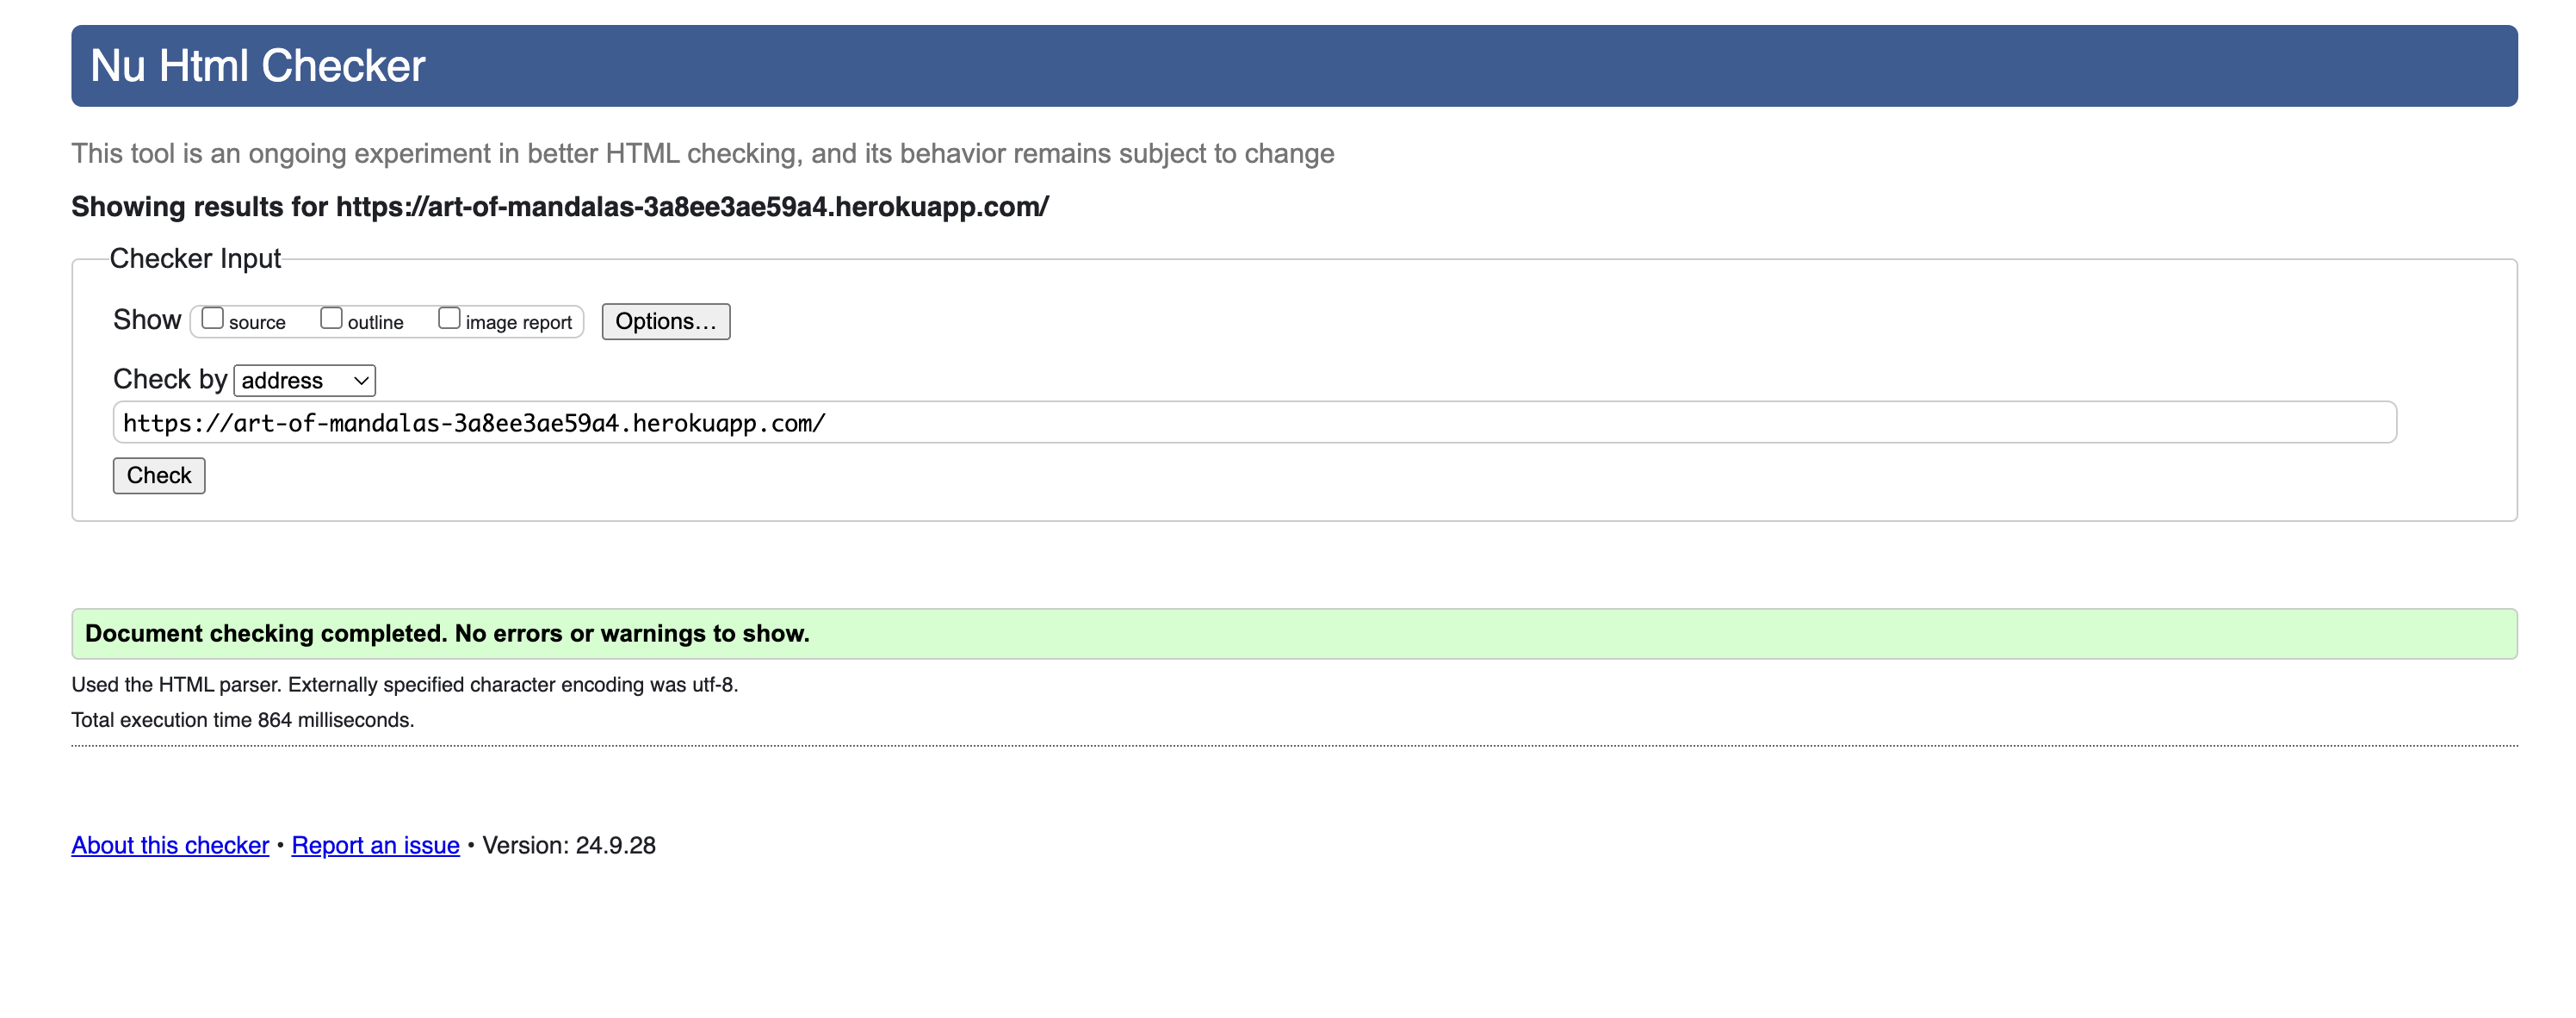 Nu Html Checker
This tool is an ongoing experiment in better HTML checking, and its behavior remains subject to change
Showing results for https://art-of-mandalas-3a8ee3ae59a4.herokuapp.com/
Checker Input
Show source outline image report Options…
Check by address
https://art-of-mandalas-3a8ee3ae59a4.herokuapp.com/
Check
Document checking completed. No errors or warnings to show.
Used the HTML parser. Externally specified character encoding was utf-8.
Total execution time 864 milliseconds.
About this checker • Report an issue • Version: 24.9.28